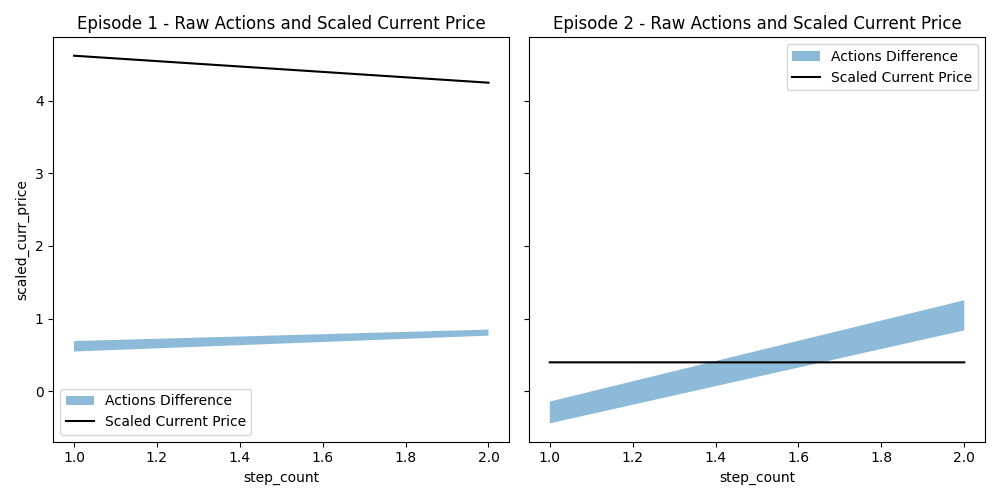 Episode 1 - Raw Actions and Scaled Current Price
scaled_curr_price
4
3
2
1
0
Actions Difference
Scaled Current Price
1.0 1.2 1.4 1.6 1.8 2.0
step_count
Episode 2 - Raw Actions and Scaled Current Price
Actions Difference
Scaled Current Price
1.0 1.2 1.4 1.6 1.8 2.0
step_count